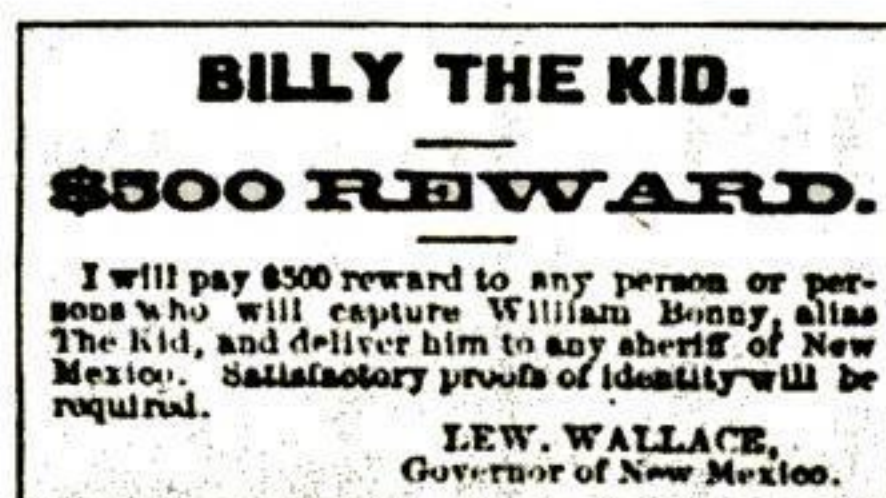 BILLY THE KID.
$500 REWARD.
I will pay $500 reward to any person or per-
sons who will capture William Bonny, alias
The Kid, and deliver him to any sheriff of New
Mexico. Satisfactory proofs of identity will be
required.
LEW. WALLACE,
Governor of New Mexico.